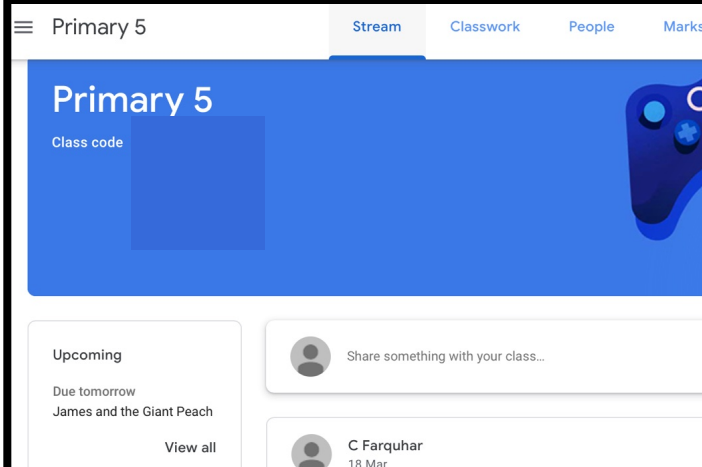 Primary 5
Stream Classwork People Marks
Primary 5
Class code
Upcoming
Due tomorrow
James and the Giant Peach
View all
Share something with your class...
C Farquhar
18 Mar